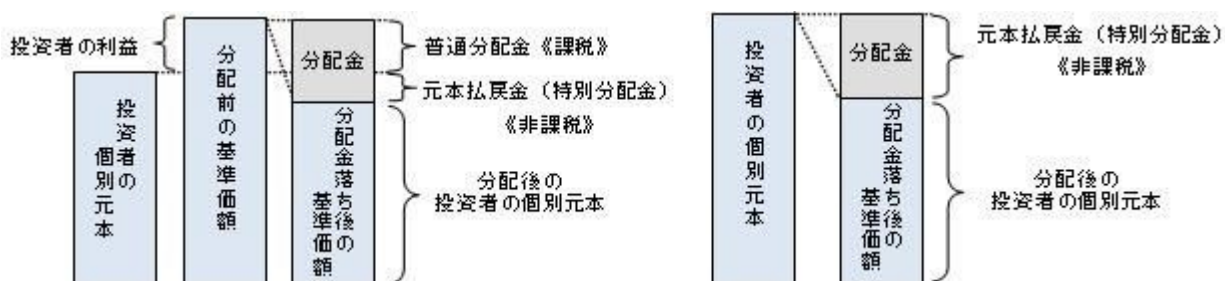 投資者の利益
投資者の
個別元本
分配前の基準価額
分配金
分配金落ち後の
基準価額
普通分配金《課税》
元本払戻金（特別分配金）
《非課税》
分配後の
投資者の個別元本
投資者の個別元本
分配金
分配金落ち後の
基準価額
元本払戻金（特別分配金）
《非課税》
分配後の
投資者の個別元本